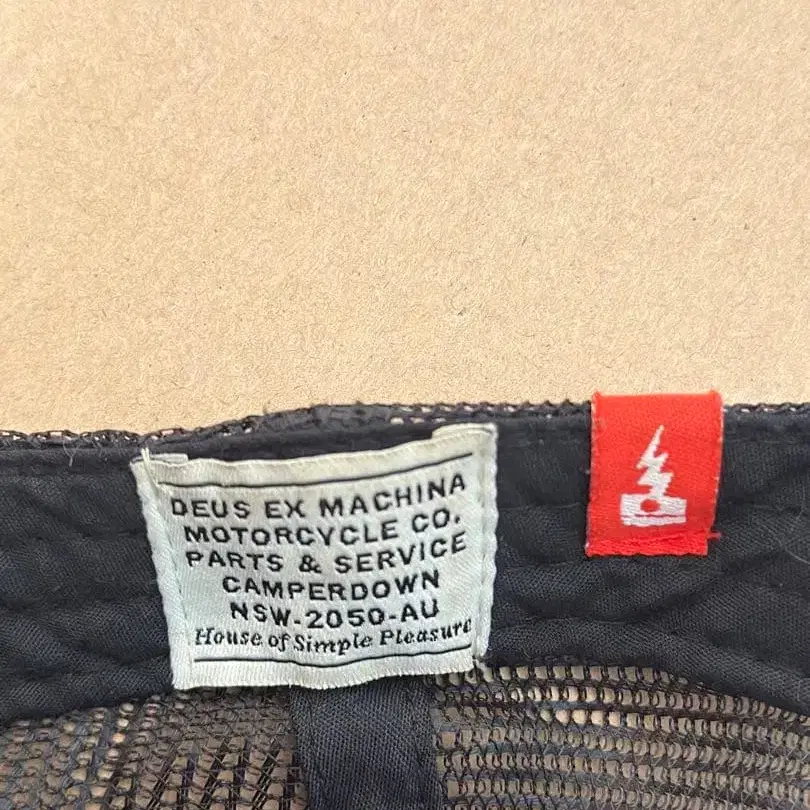 DEUS EX MACHINA
MOTORCYCLE CO.
PARTS & SERVICE
CAMPERDOWN
NSW-2050-AU
House of Simple Pleasure